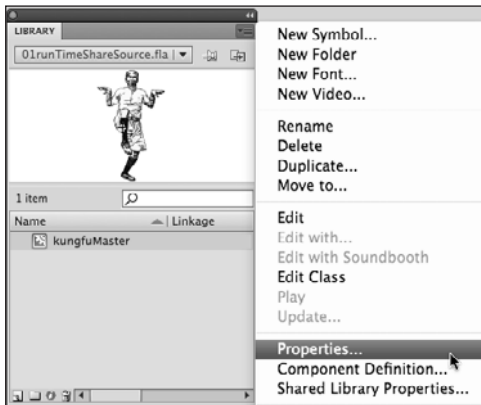 LIBRARY
01runTimeShareSource.fla
1 item
Name Linkage
kungfuMaster
New Symbol...
New Folder
New Font...
New Video...
Rename
Delete
Duplicate...
Move to...
Edit
Edit with...
Edit with Soundbooth
Edit Class
Play
Update...
Properties...
Component Definition...
Shared Library Properties...